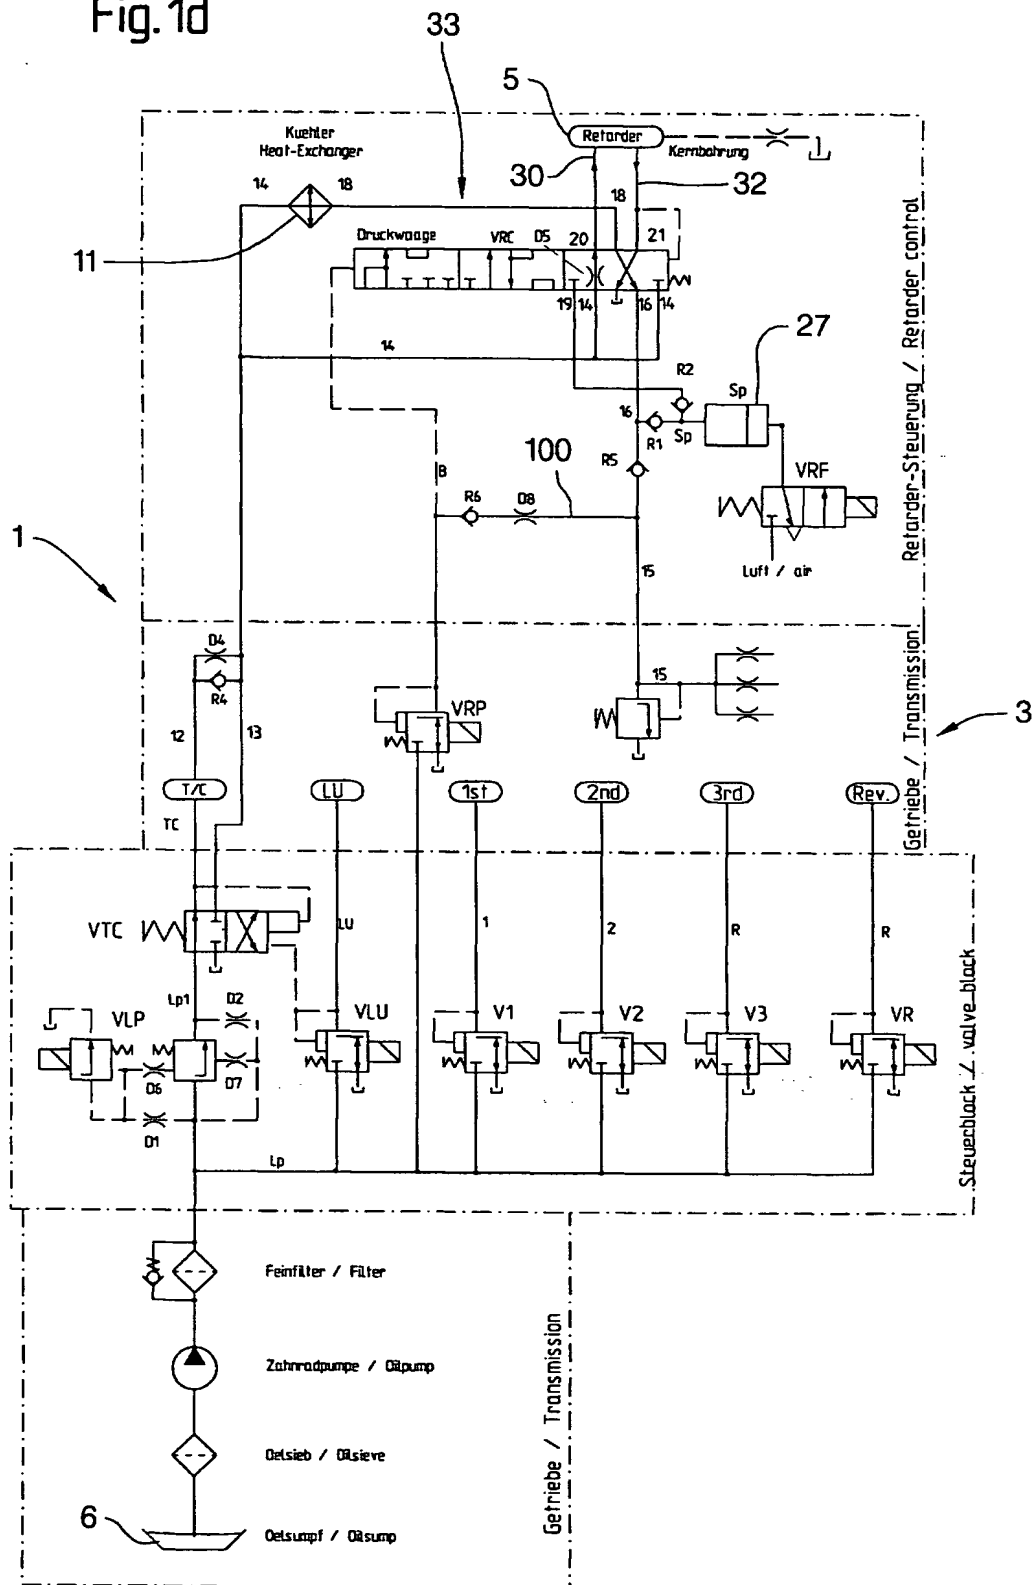 Fig. 1d
33
5
Retarder
Kuehler
Heat-Exchanger
Kernbohrung
30
32
14
18
18
11
Druckwaage
VRC
D5
20
21
19
14
16
14
14
27
R2
Sp
16
R1
Sp
R5
VRF
100
B
R6
D8
Luft / air
15
Retarder-Steuerung / Retarder control
1
D4
R4
12
13
VRP
15
3
T/C
LU
1st
2nd
3rd
Rev.
TC
Getriebe / Transmission
VTC
LU
1
2
R
R
Lp1
D2
VLP
VLU
V1
V2
V3
VR
D6
D7
D1
Lp
Steuerblock / valve block
Feinfilter / Filter
Zahnradpumpe / Oilpump
Oelsieb / Oilsieve
6
Oelsumpf / Oilsump
Getriebe / Transmission